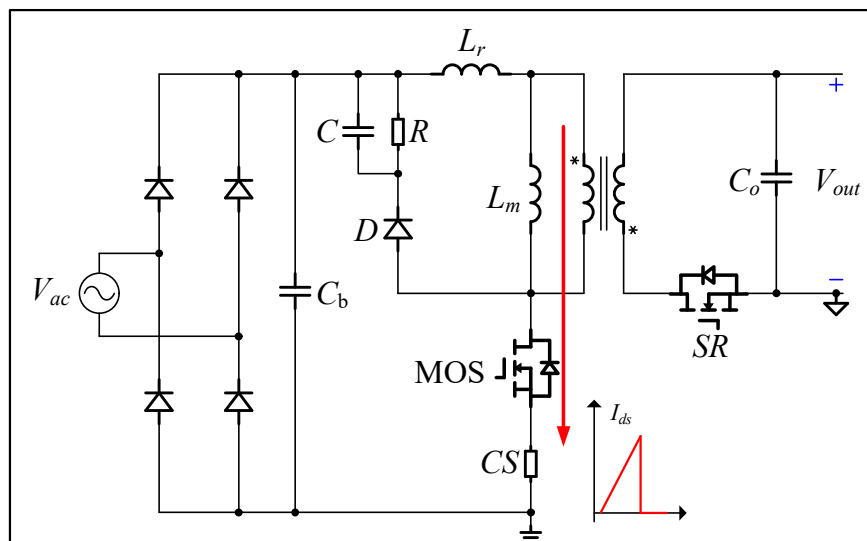 L_r
C
R
*
L_m
C_o
V_out
+
D
*
V_ac
C_b
−
SR
MOS
I_ds
CS